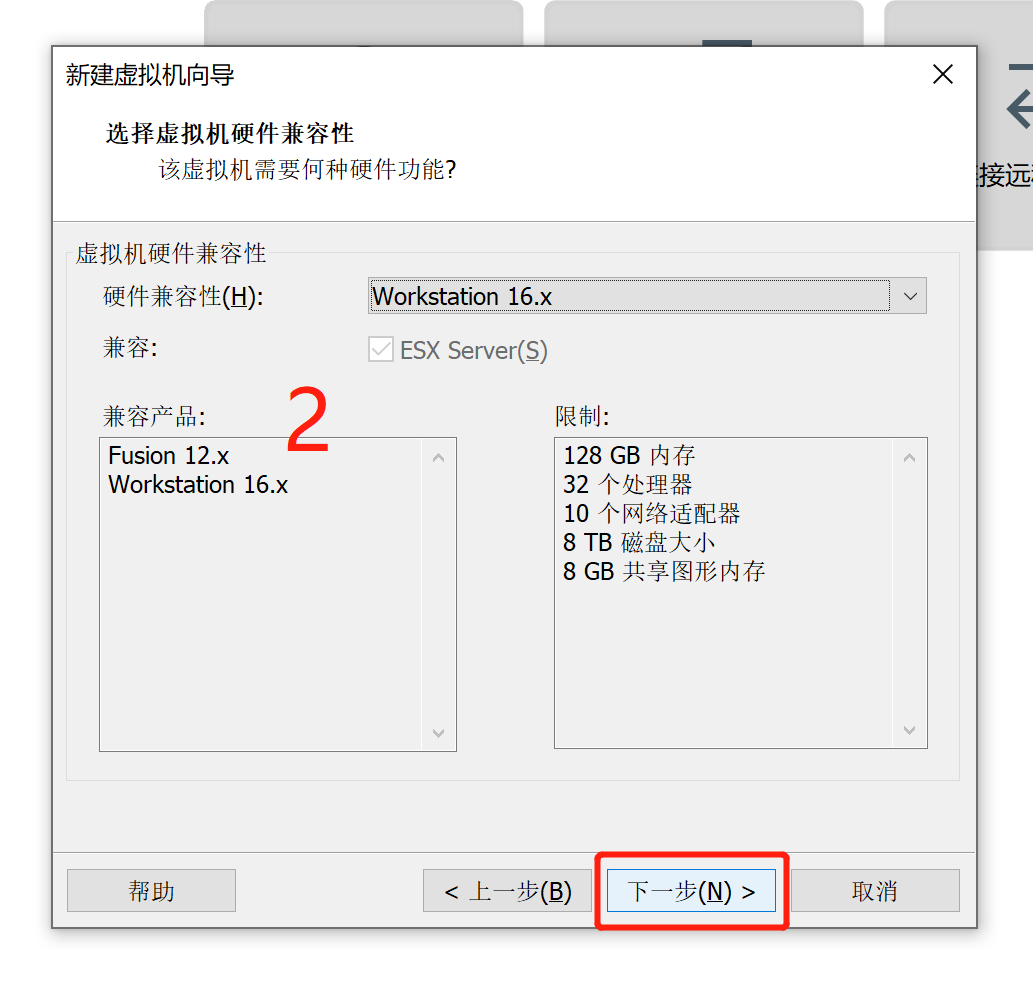 新建虚拟机向导
选择虚拟机硬件兼容性
该虚拟机需要何种硬件功能?
接远
虚拟机硬件兼容性
硬件兼容性(H):
Workstation 16.x
兼容:
ESX Server(S)
2
兼容产品:
限制:
Fusion 12.x
Workstation 16.x
128 GB 内存
32 个处理器
10 个网络适配器
8 TB 磁盘大小
8 GB 共享图形内存
帮助
< 上一步(B)
下一步(N) >
取消